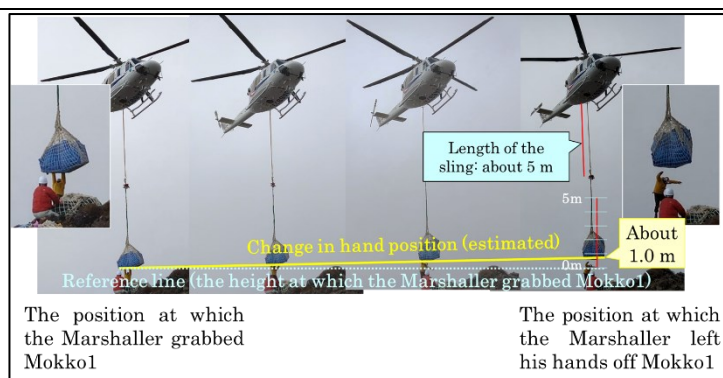 Length of the
sling: about 5 m
5m
About
1.0 m
Change in hand position (estimated)
0m
Reference line (the height at which the Marshaller grabbed Mokko1)
The position at which
the Marshaller grabbed
Mokko1
The position at which
the Marshaller left
his hands off Mokko1